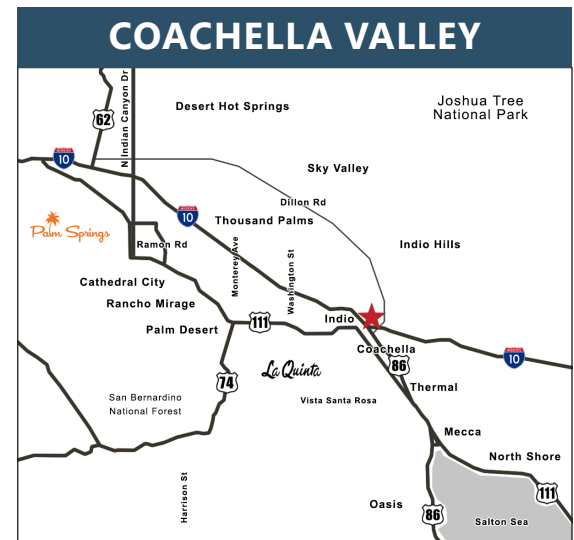 COACHELLA VALLEY
N Indian Canyon Dr
62
Desert Hot Springs
Joshua Tree
National Park
10
Sky Valley
Dillon Rd
10
Thousand Palms
Palm Springs
Ramon Rd
Indio Hills
Monterey Ave
Washington St
Cathedral City
Rancho Mirage
Palm Desert
111
Indio
Coachella
86
10
La Quinta
74
Thermal
San Bernardino
National Forest
Vista Santa Rosa
Mecca
North Shore
Harrison St
111
Oasis
86
Salton Sea